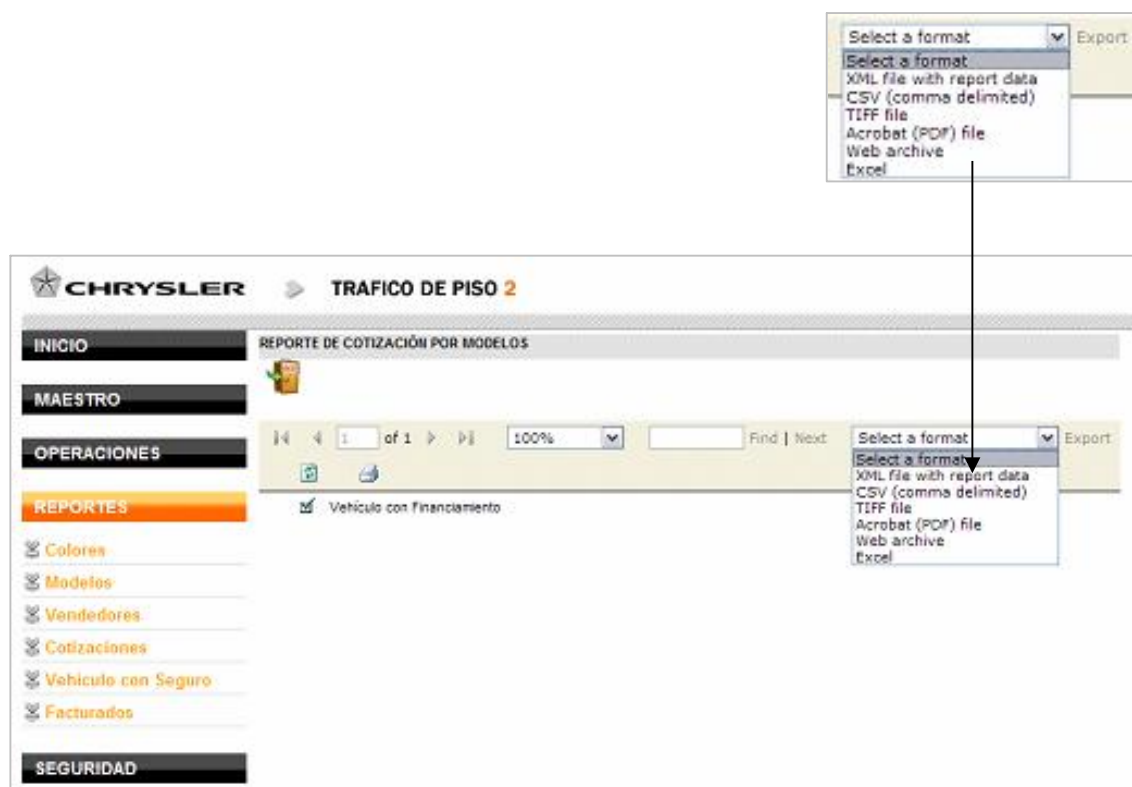 Select a format Export
Select a format
XML file with report data
CSV (comma delimited)
TIFF file
Acrobat (PDF) file
Web archive
Excel
CHRYSLER TRAFICO DE PISO 2
INICIO
REPORTE DE COTIZACIÓN POR MODELOS
MAESTRO
OPERACIONES
1 of 1 100% Find | Next Select a format Export
Select a format
XML file with report data
CSV (comma delimited)
TIFF file
Acrobat (PDF) file
Web archive
Excel
REPORTES
Vehículo con Financiamiento
Colores
Modelos
Vendedores
Cotizaciones
Vehiculo con Seguro
Facturados
SEGURIDAD